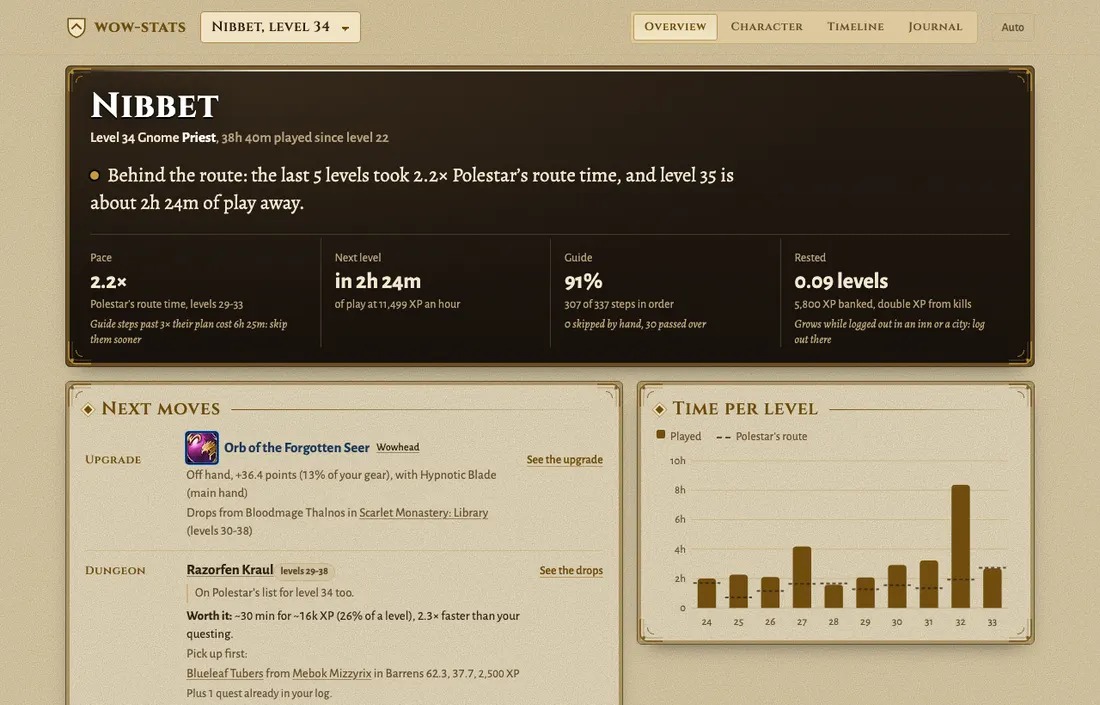 WOW-STATS
NIBBET, LEVEL 34
OVERVIEW
CHARACTER
TIMELINE
JOURNAL
Auto
NIBBET
Level 34 Gnome Priest, 38h 40m played since level 22
Behind the route: the last 5 levels took 2.2× Polestar’s route time, and level 35 is
about 2h 24m of play away.
Pace
2.2×
Polestar’s route time, levels 29-33
Guide steps past 3× their plan cost 6h 25m: skip
them sooner
Next level
in 2h 24m
of play at 11,499 XP an hour
Guide
91%
307 of 337 steps in order
0 skipped by hand, 30 passed over
Rested
0.09 levels
5,800 XP banked, double XP from kills
Grows while logged out in an inn or a city: log
out there
NEXT MOVES
UPGRADE
Orb of the Forgotten Seer Wowhead
Off hand, +36.4 points (13% of your gear), with Hypnotic Blade
(main hand)
Drops from Bloodmage Thalnos in Scarlet Monastery: Library
(levels 30-38)
See the upgrade
DUNGEON
Razorfen Kraul levels 29-38
See the drops
On Polestar’s list for level 34 too.
Worth it: ~30 min for ~16k XP (26% of a level), 2.3× faster than your
questing.
Pick up first:
Blueleaf Tubers from Mebok Mizzyrix in Barrens 62.3, 37.7, 2,500 XP
Plus 1 quest already in your log.
TIME PER LEVEL
Played
Polestar’s route
10h
8h
6h
4h
2h
0
24 25 26 27 28 29 30 31 32 33